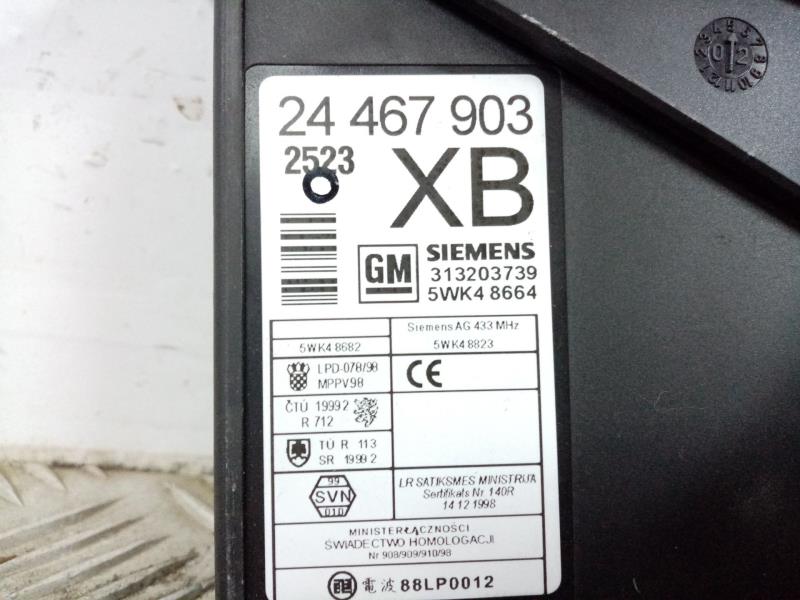 24 467 903
2523
XB
GM
SIEMENS
313203739
5WK4 8664
5WK4 8682
Siemens AG 433 MHz
5WK4 8823
LPD-078/98
MPPV98
CE
ČTÚ 1999 2
R 712
TÚ R 113
SR 1998 2
99
SVN
010
LR SATIKSMES MINISTRIJA
Sertifikats Nr 140R
14 12 1998
MINISTER ŁĄCZNOŚCI
ŚWIADECTWO HOMOLOGACJI
Nr 908/909/910/98
電波 88LP0012